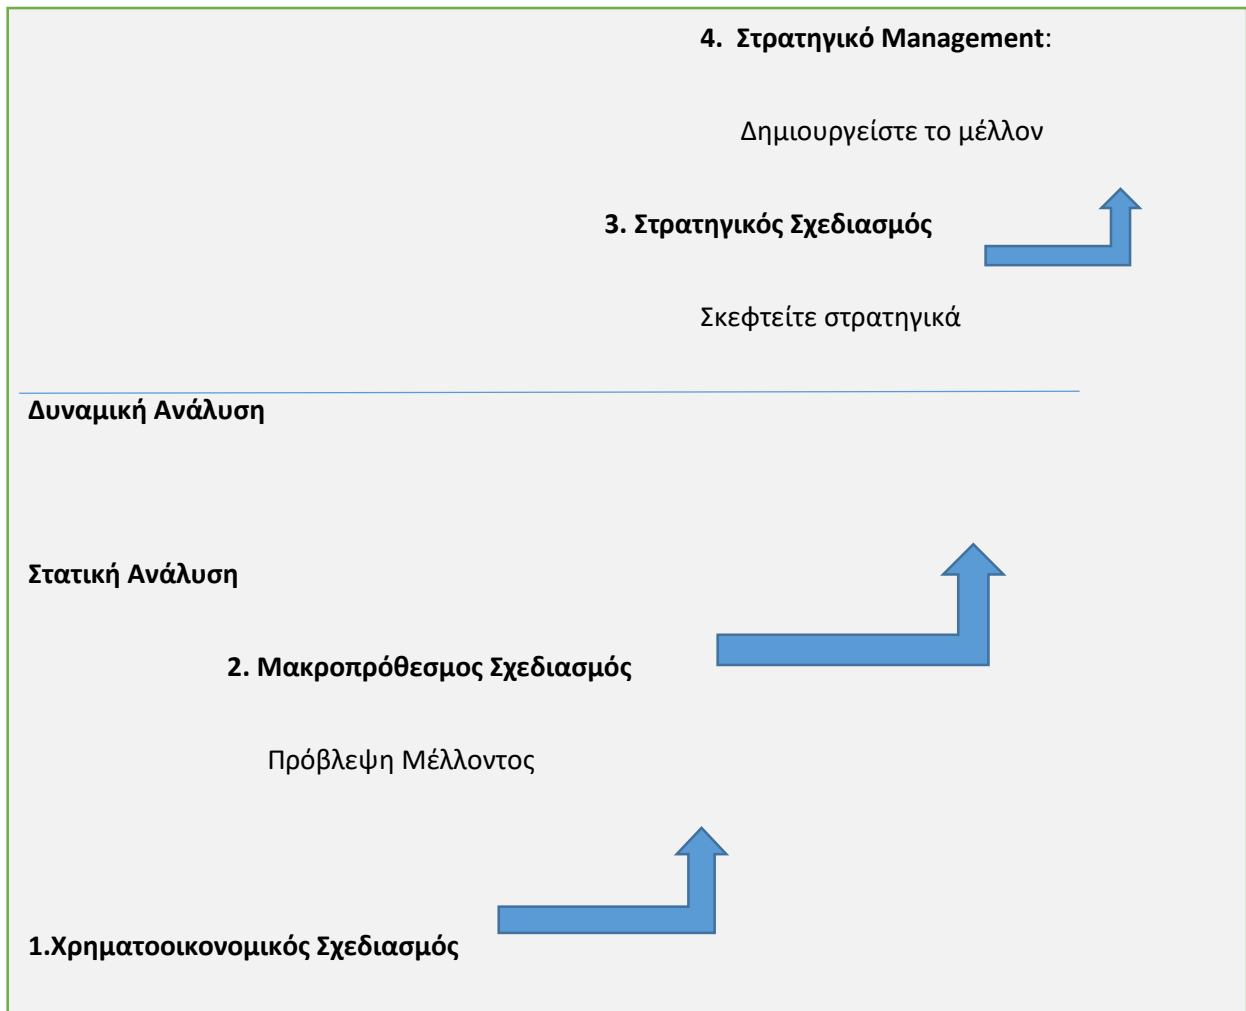 4. Στρατηγικό Management:
Δημιουργείστε το μέλλον
3. Στρατηγικός Σχεδιασμός
Σκεφτείτε στρατηγικά
Δυναμική Ανάλυση
Στατική Ανάλυση
2. Μακροπρόθεσμος Σχεδιασμός
Πρόβλεψη Μέλλοντος
1.Χρηματοοικονομικός Σχεδιασμός